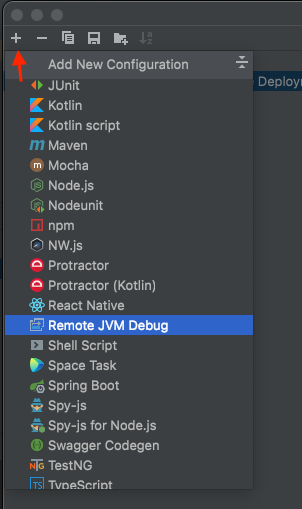 Add New Configuration
e Deploym
JUnit
Kotlin
Kotlin script
Maven
Mocha
Node.js
Nodeunit
npm
NW.js
Protractor
Protractor (Kotlin)
React Native
Remote JVM Debug
Shell Script
Space Task
Spring Boot
Spy-js
Spy-js for Node.js
Swagger Codegen
TestNG
TypeScript